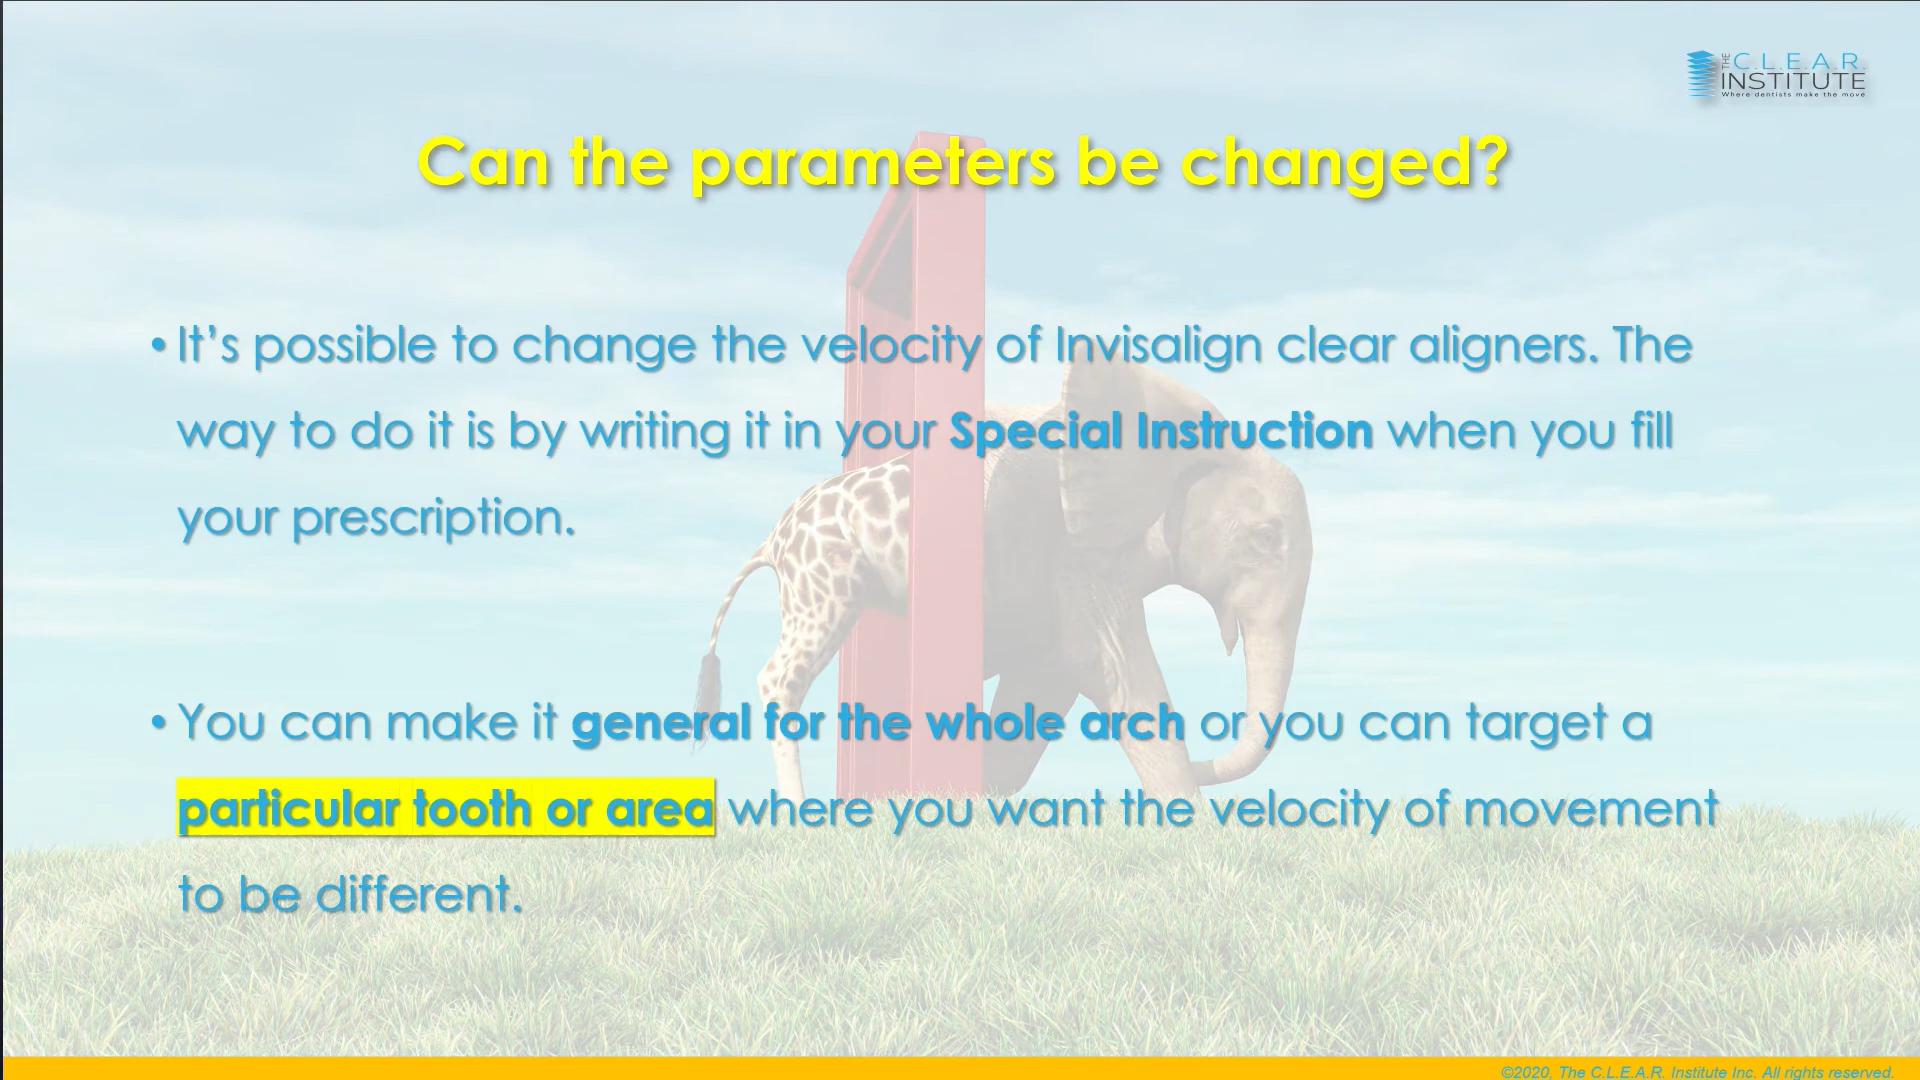 THE C.L.E.A.R.
INSTITUTE
Where dentists make the move
Can the parameters be changed?
• It’s possible to change the velocity of Invisalign clear aligners. The
way to do it is by writing it in your Special Instruction when you fill
your prescription.
• You can make it general for the whole arch or you can target a
particular tooth or area where you want the velocity of movement
to be different.
©2020, The C.L.E.A.R. Institute Inc. All rights reserved.